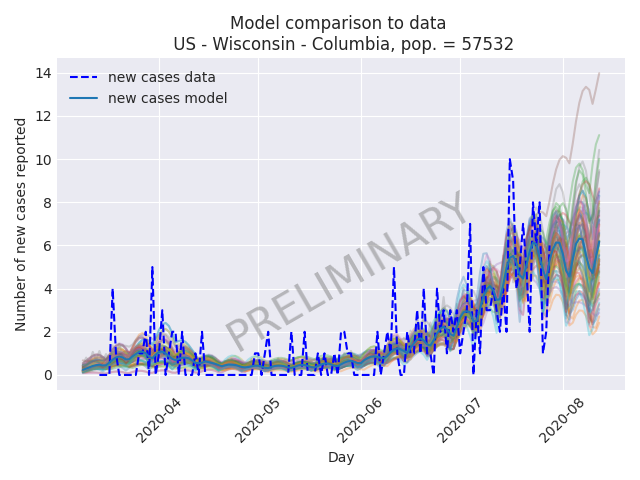 Model comparison to data
US - Wisconsin - Columbia, pop. = 57532
new cases data
new cases model
PRELIMINARY
Number of new cases reported
14
12
10
8
6
4
2
0
2020-04
2020-05
2020-06
2020-07
2020-08
Day